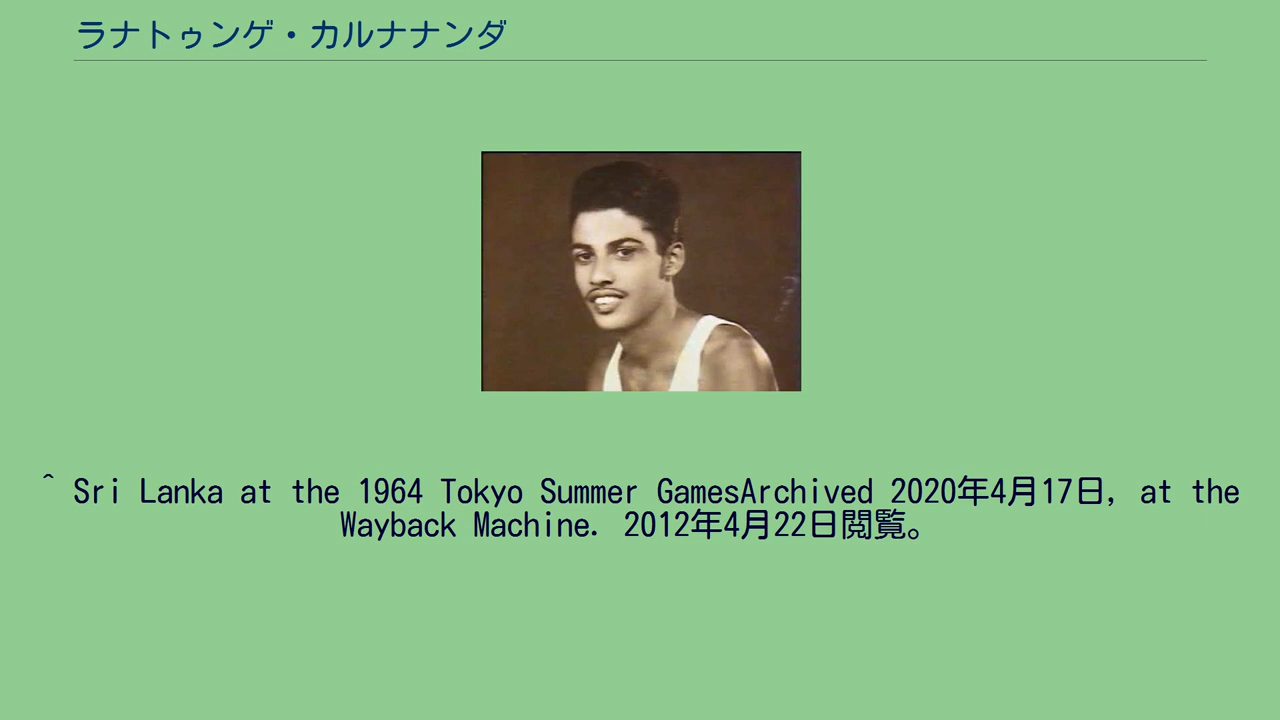 ラナトゥンゲ・カルナナンダ
^ Sri Lanka at the 1964 Tokyo Summer GamesArchived 2020年4月17日, at the
Wayback Machine. 2012年4月22日閲覧。